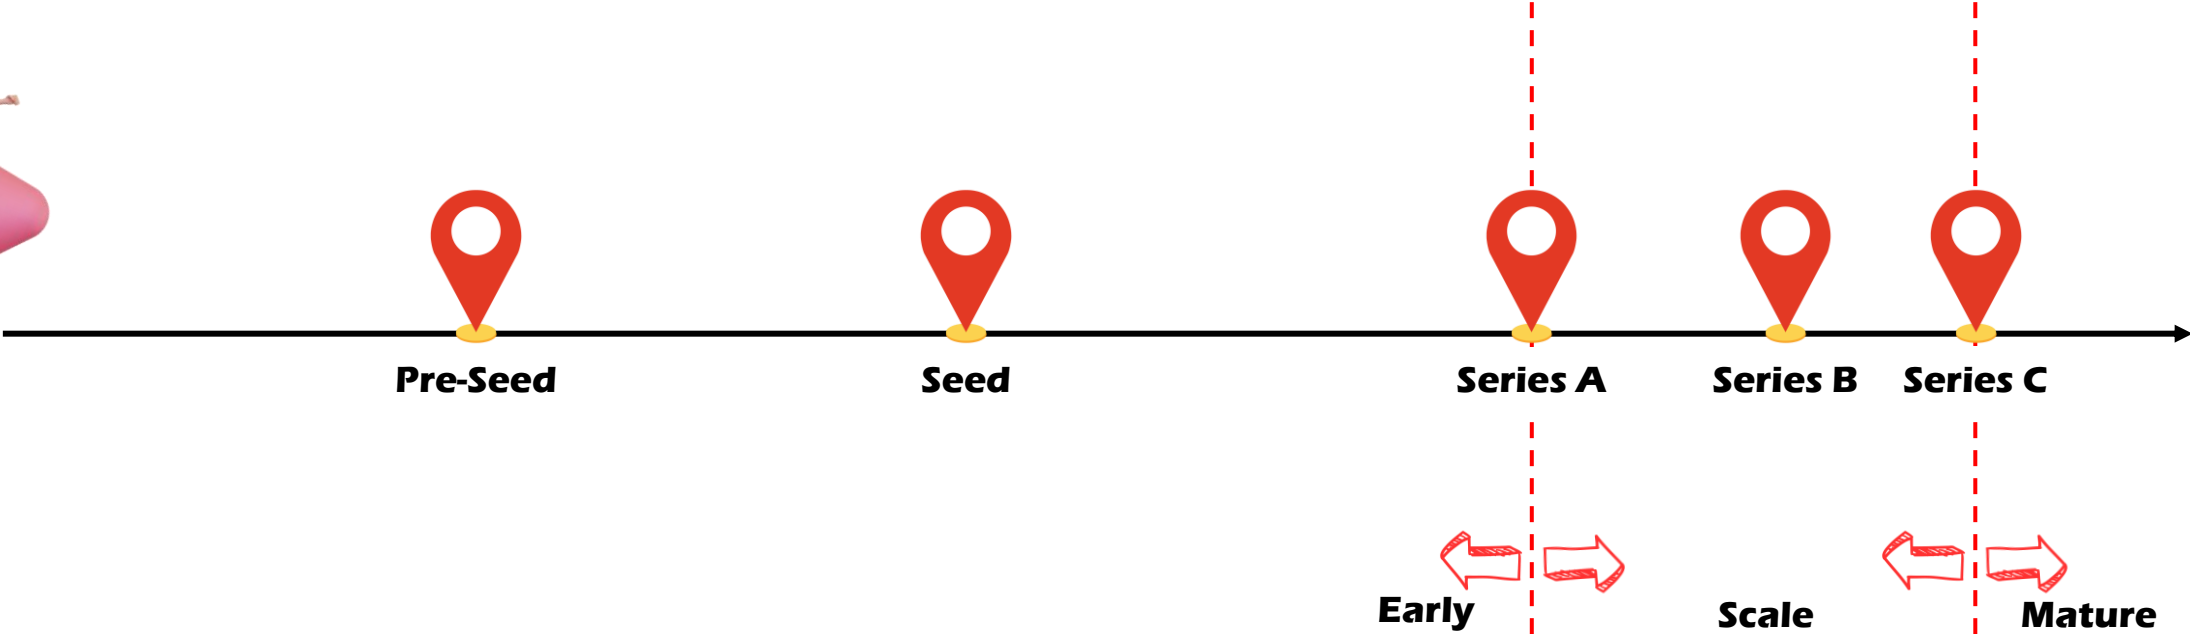 Pre-Seed
Seed
Series A
Series B
Series C
Early
Scale
Mature